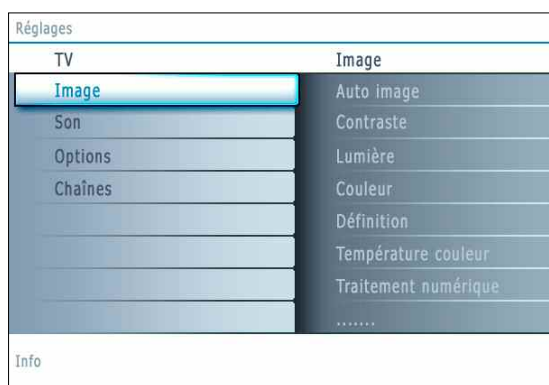 Réglages
TV
Image
Image
Son
Options
Chaînes
Auto image
Contraste
Lumière
Couleur
Définition
Température couleur
Traitement numérique
.......
Info